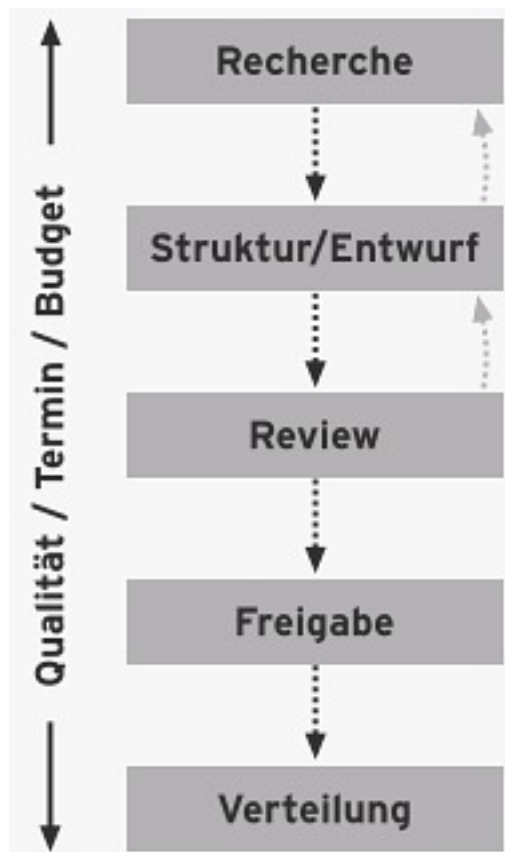 Recherche
Struktur/Entwurf
Review
Freigabe
Verteilung
Qualität / Termin / Budget